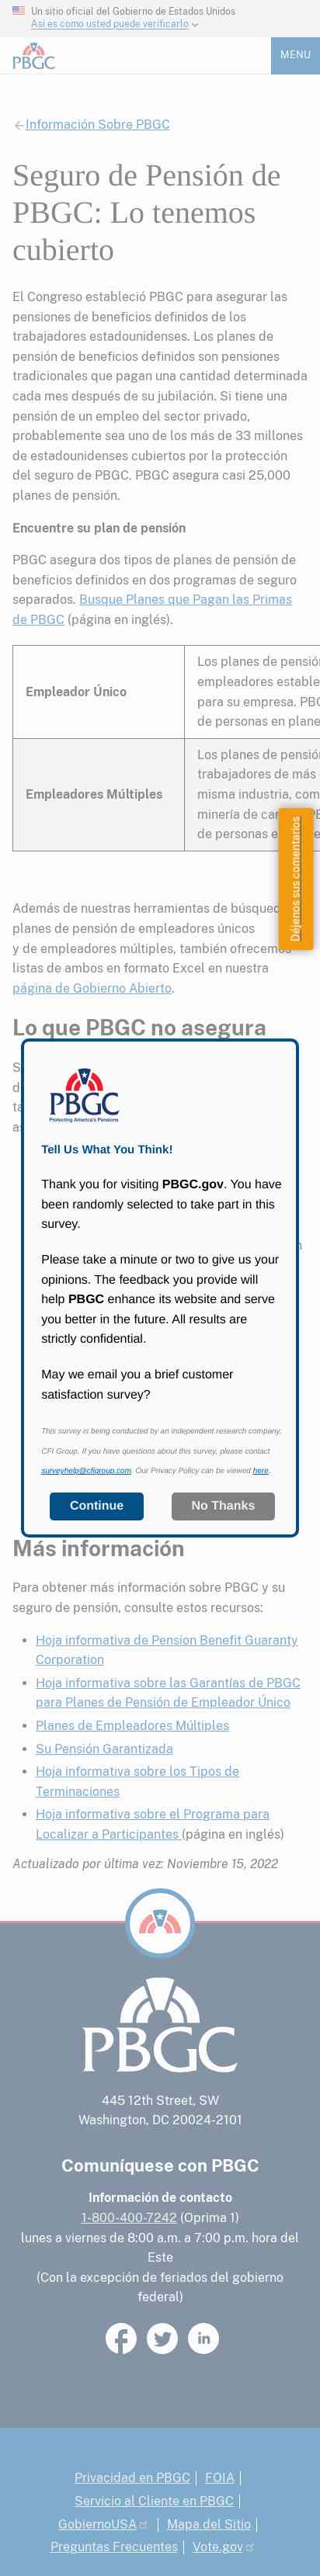 Un sitio oficial del Gobierno de Estados Unidos
Así es como usted puede verificarlo
PBGC
MENU
Información Sobre PBGC
Seguro de Pensión de
PBGC: Lo tenemos
cubierto
El Congreso estableció PBGC para asegurar las
pensiones de beneficios definidos de los
trabajadores estadounidenses. Los planes de
pensión de beneficios definidos son pensiones
tradicionales que pagan una cantidad determinada
cada mes después de su jubilación. Si tiene una
pensión de un empleo del sector privado,
probablemente sea uno de los más de 33 millones
de estadounidenses cubiertos por la protección
del seguro de PBGC. PBGC asegura casi 25,000
planes de pensión.
Encuentre su plan de pensión
PBGC asegura dos tipos de planes de pensión de
beneficios definidos en dos programas de seguro
separados. Busque Planes que Pagan las Primas
de PBGC (página en inglés).
Empleador Único
Los planes de pensión
empleadores estable
para su empresa. PBG
de personas en plane
Empleadores Múltiples
Los planes de pensión
trabajadores de más
misma industria, com
minería de car
de personas e
Déjenos sus comentarios
Además de nuestras herramientas de búsqued
planes de pensión de empleadores únicos
y de empleadores múltiples, también ofrecemos
listas de ambos en formato Excel en nuestra
página de Gobierno Abierto.
Lo que PBGC no asegura
PBGC
Protecting America's Pensions
Tell Us What You Think!
Thank you for visiting PBGC.gov. You have
been randomly selected to take part in this
survey.
Please take a minute or two to give us your
opinions. The feedback you provide will
help PBGC enhance its website and serve
you better in the future. All results are
strictly confidential.
May we email you a brief customer
satisfaction survey?
This survey is being conducted by an independent research company,
CFI Group. If you have questions about this survey, please contact
surveyhelp@cfigroup.com. Our Privacy Policy can be viewed here.
Continue
No Thanks
Más información
Para obtener más información sobre PBGC y su
seguro de pensión, consulte estos recursos:
• Hoja informativa de Pension Benefit Guaranty
Corporation
• Hoja informativa sobre las Garantías de PBGC
para Planes de Pensión de Empleador Único
• Planes de Empleadores Múltiples
• Su Pensión Garantizada
• Hoja informativa sobre los Tipos de
Terminaciones
• Hoja informativa sobre el Programa para
Localizar a Participantes (página en inglés)
Actualizado por última vez: Noviembre 15, 2022
PBGC
445 12th Street, SW
Washington, DC 20024-2101
Comuníquese con PBGC
Información de contacto
1-800-400-7242 (Oprima 1)
lunes a viernes de 8:00 a.m. a 7:00 p.m. hora del
Este
(Con la excepción de feriados del gobierno
federal)
Privacidad en PBGC | FOIA |
Servicio al Cliente en PBGC |
GobiernoUSA | Mapa del Sitio |
Preguntas Frecuentes | Vote.gov